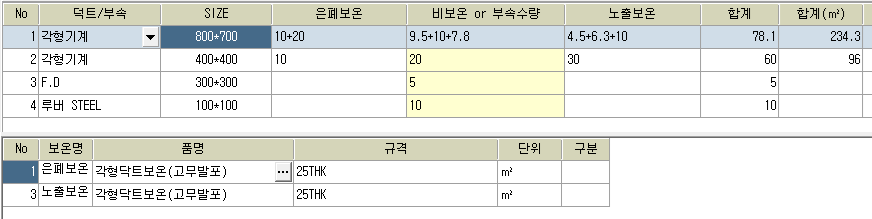 No 덕트/부속 SIZE 은폐보온 비보온 or 부속수량 노출보온 합계 합계(㎡)
1 각형기계 800*700 10+20 9.5+10+7.8 4.5+6.3+10 78.1 234.3
2 각형기계 400*400 10 20 30 60 96
3 F.D 300*300 5 5
4 루버 STEEL 100*100 10 10
No 보온명 품명 규격 단위 구분
1 은폐보온 각형닥트보온(고무발포) ... 25THK ㎡
3 노출보온 각형닥트보온(고무발포) 25THK ㎡